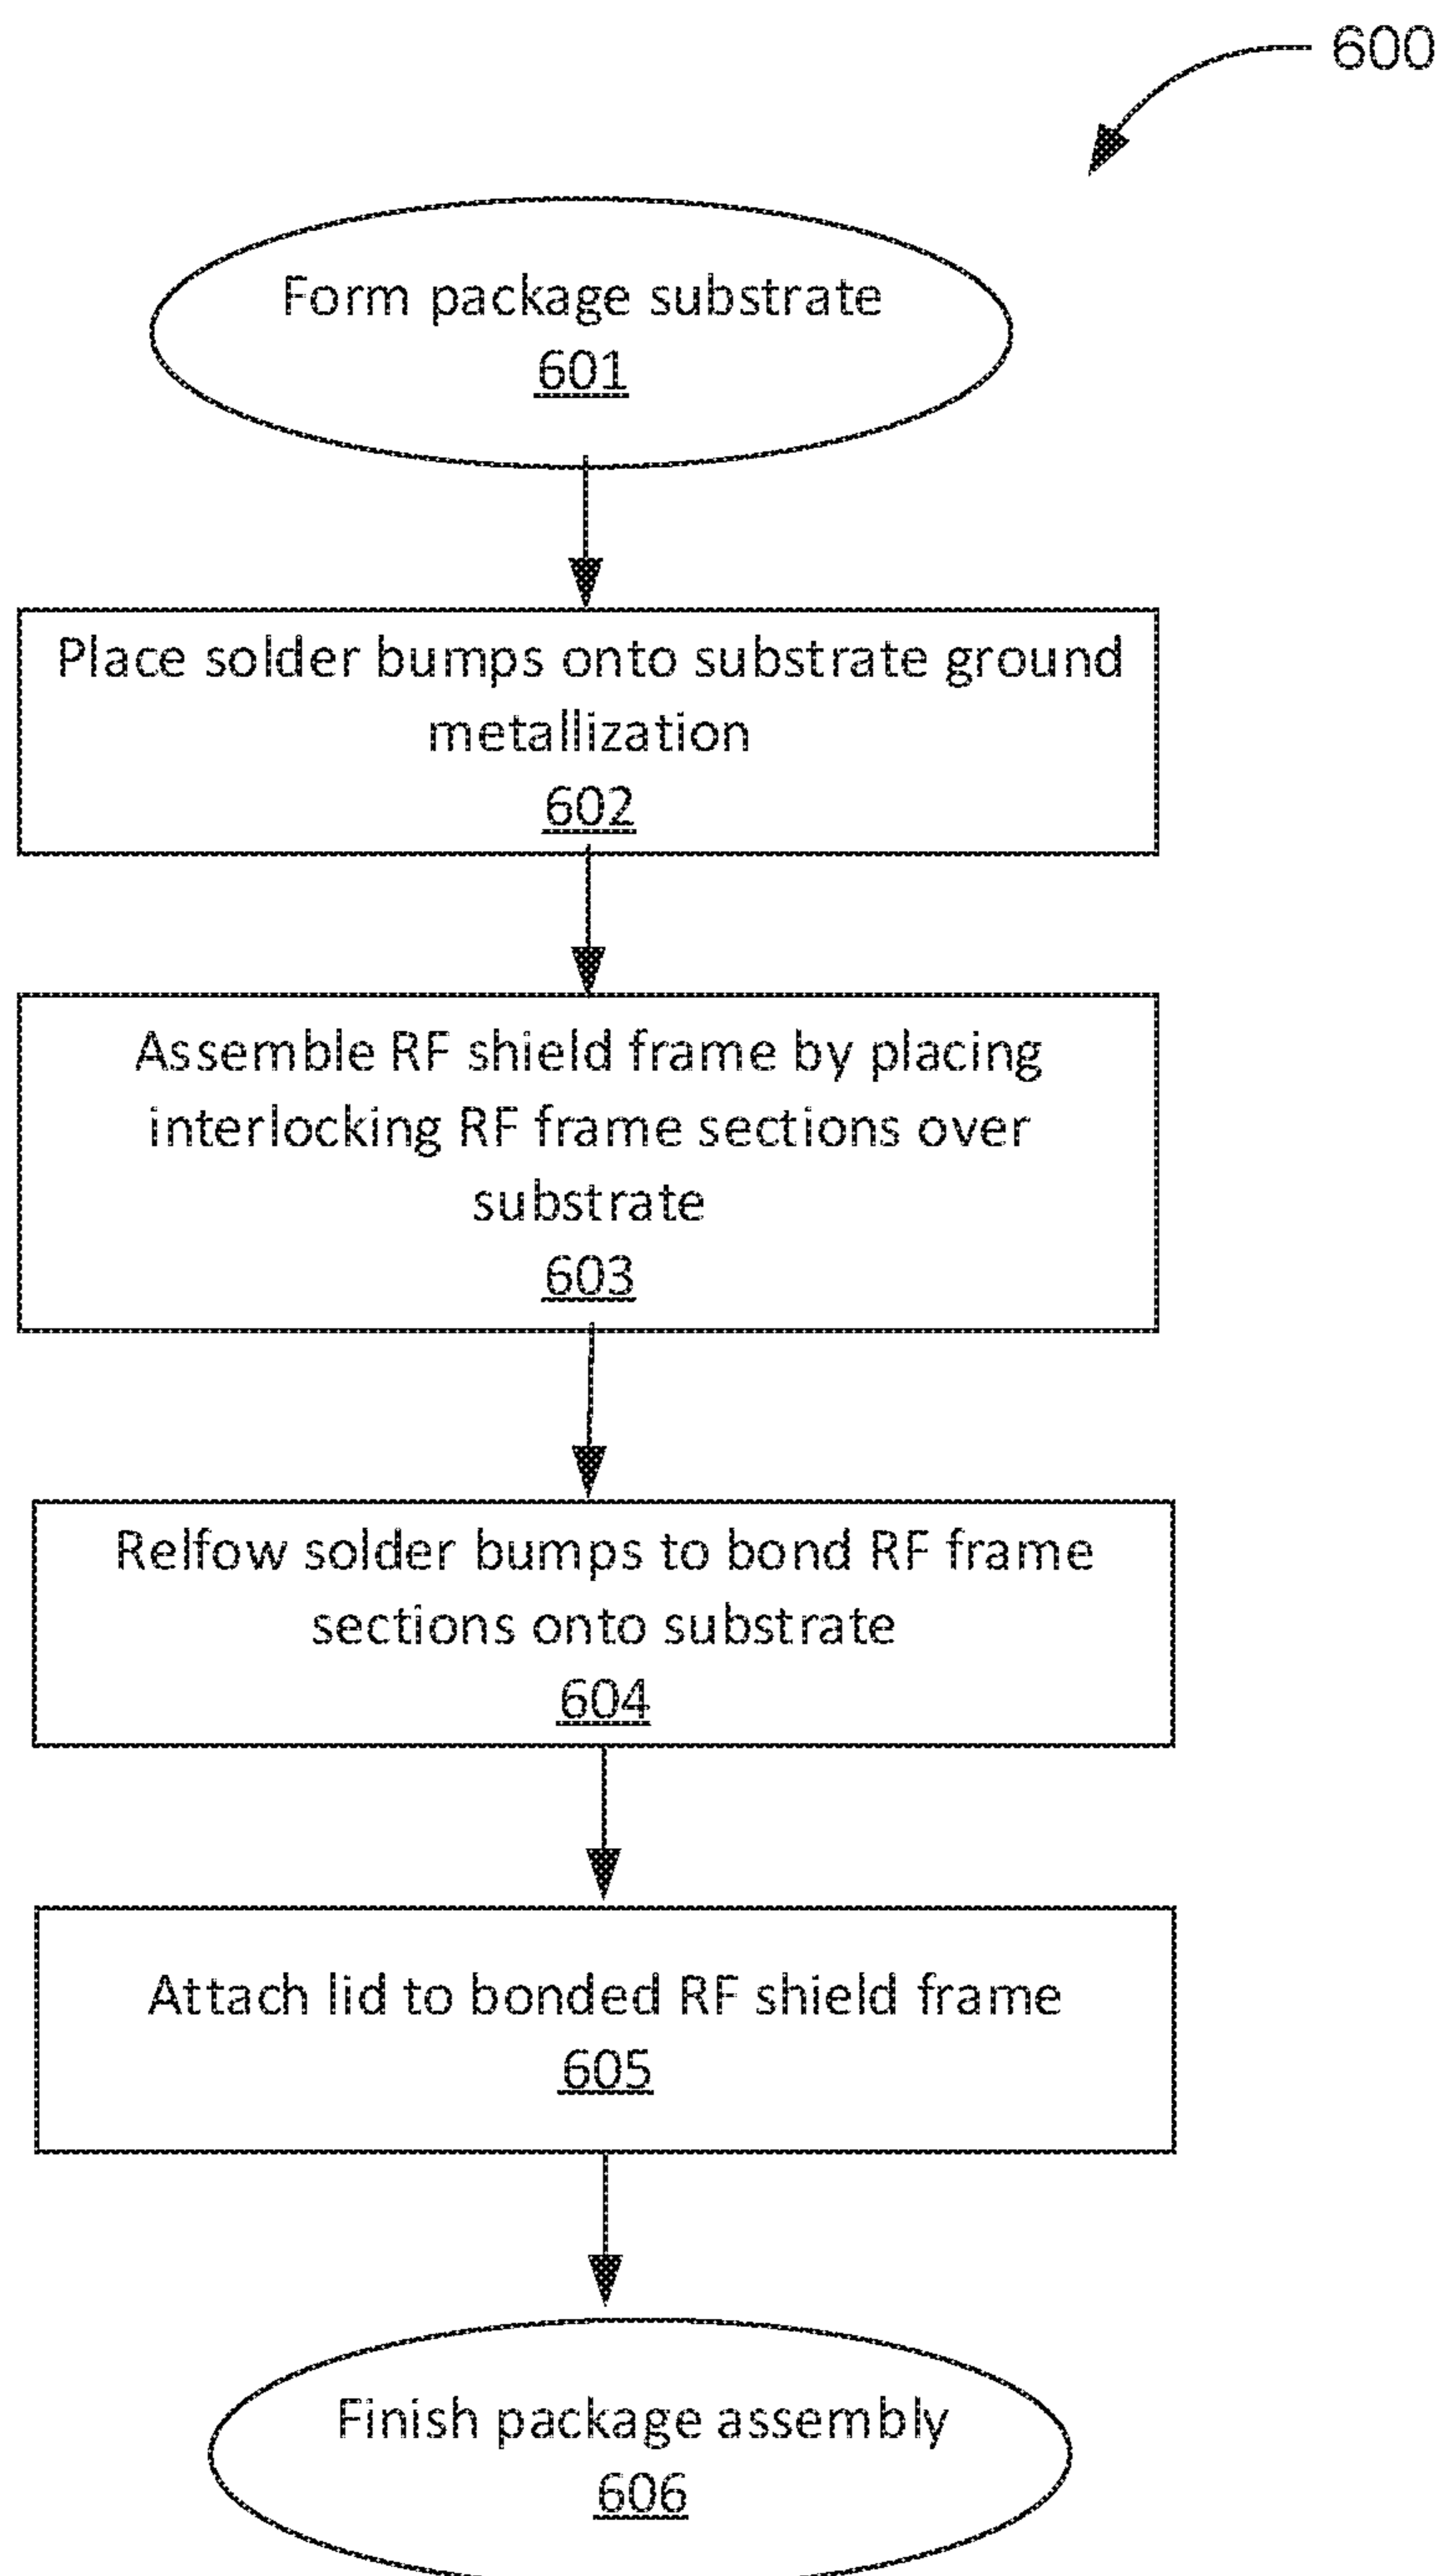 600
Form package substrate
601
Place solder bumps onto substrate ground
metallization
602
Assemble RF shield frame by placing
interlocking RF frame sections over
substrate
603
Relfow solder bumps to bond RF frame
sections onto substrate
604
Attach lid to bonded RF shield frame
605
Finish package assembly
606